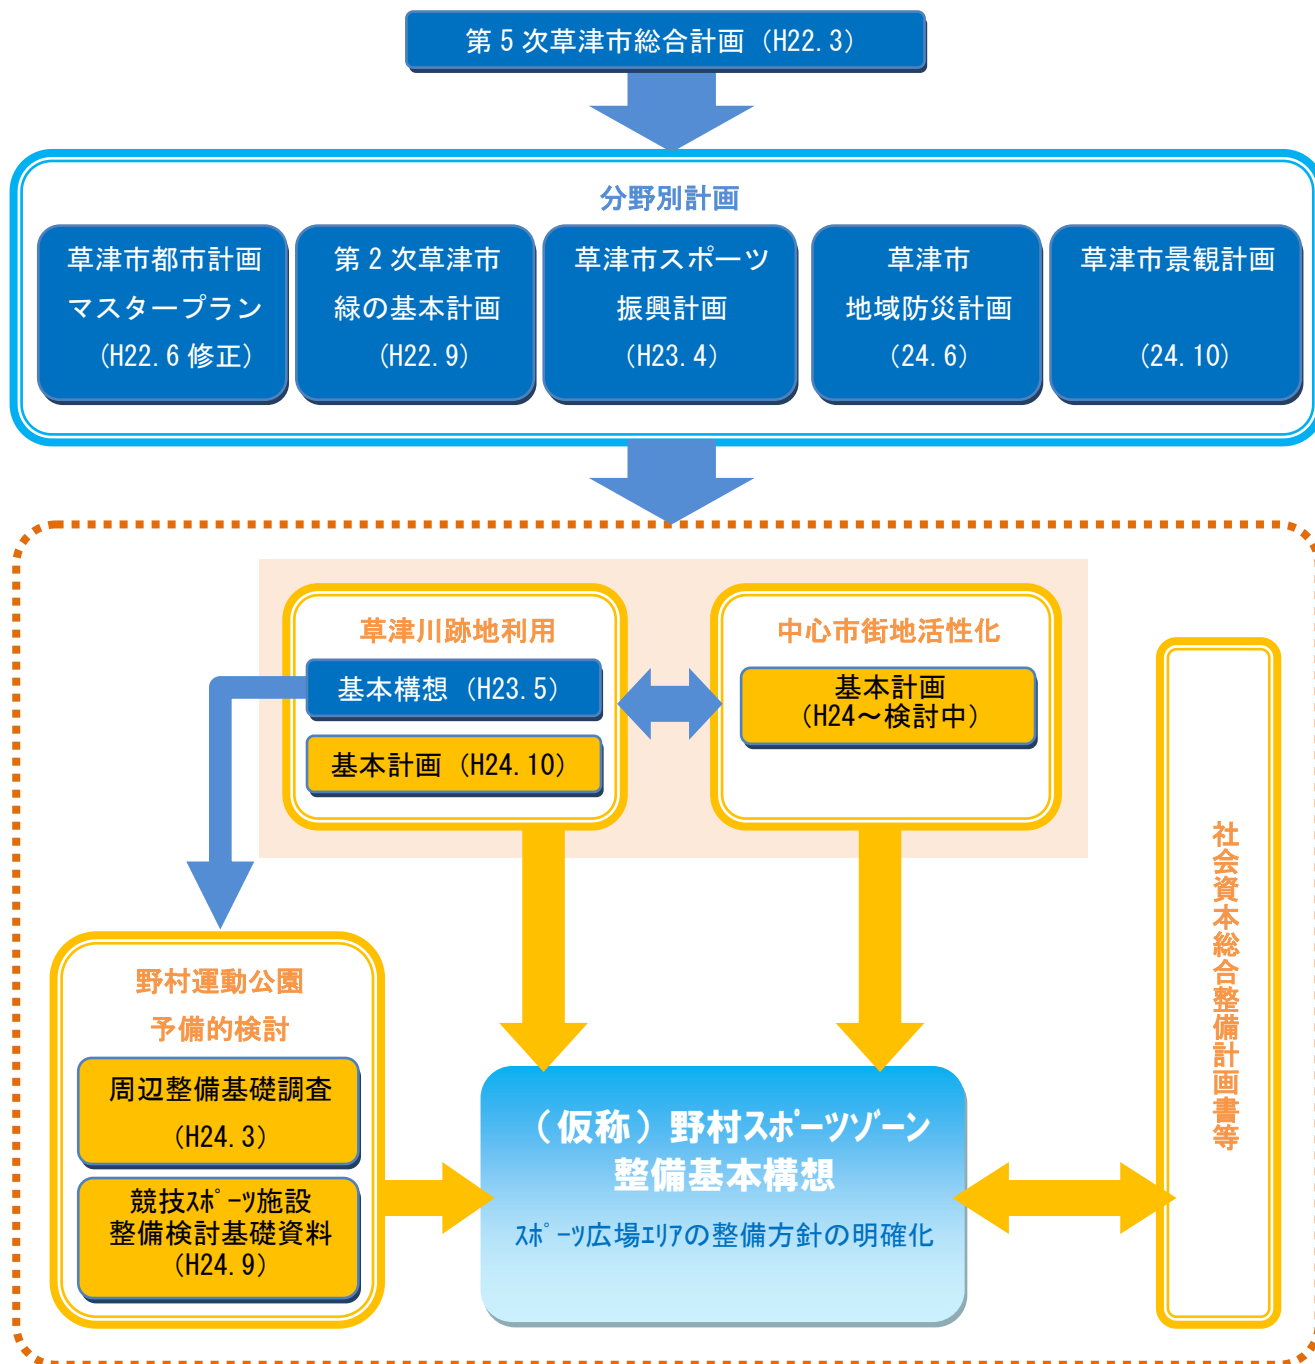 第5次草津市総合計画（H22.3）
分野別計画
草津市都市計画
マスタープラン
（H22.6 修正）
第2次草津市
緑の基本計画
（H22.9）
草津市スポーツ
振興計画
（H23.4）
草津市
地域防災計画
（24.6）
草津市景観計画
（24.10）
草津川跡地利用
基本構想（H23.5）
基本計画（H24.10）
中心市街地活性化
基本計画
（H24～検討中）
社会資本総合整備計画書等
野村運動公園
予備的検討
周辺整備基礎調査
（H24.3）
競技ｽﾎﾟｰﾂ施設
整備検討基礎資料
（H24.9）
（仮称）野村ｽﾎﾟｰﾂｿﾞｰﾝ
整備基本構想
ｽﾎﾟｰﾂ広場ｴﾘｱの整備方針の明確化